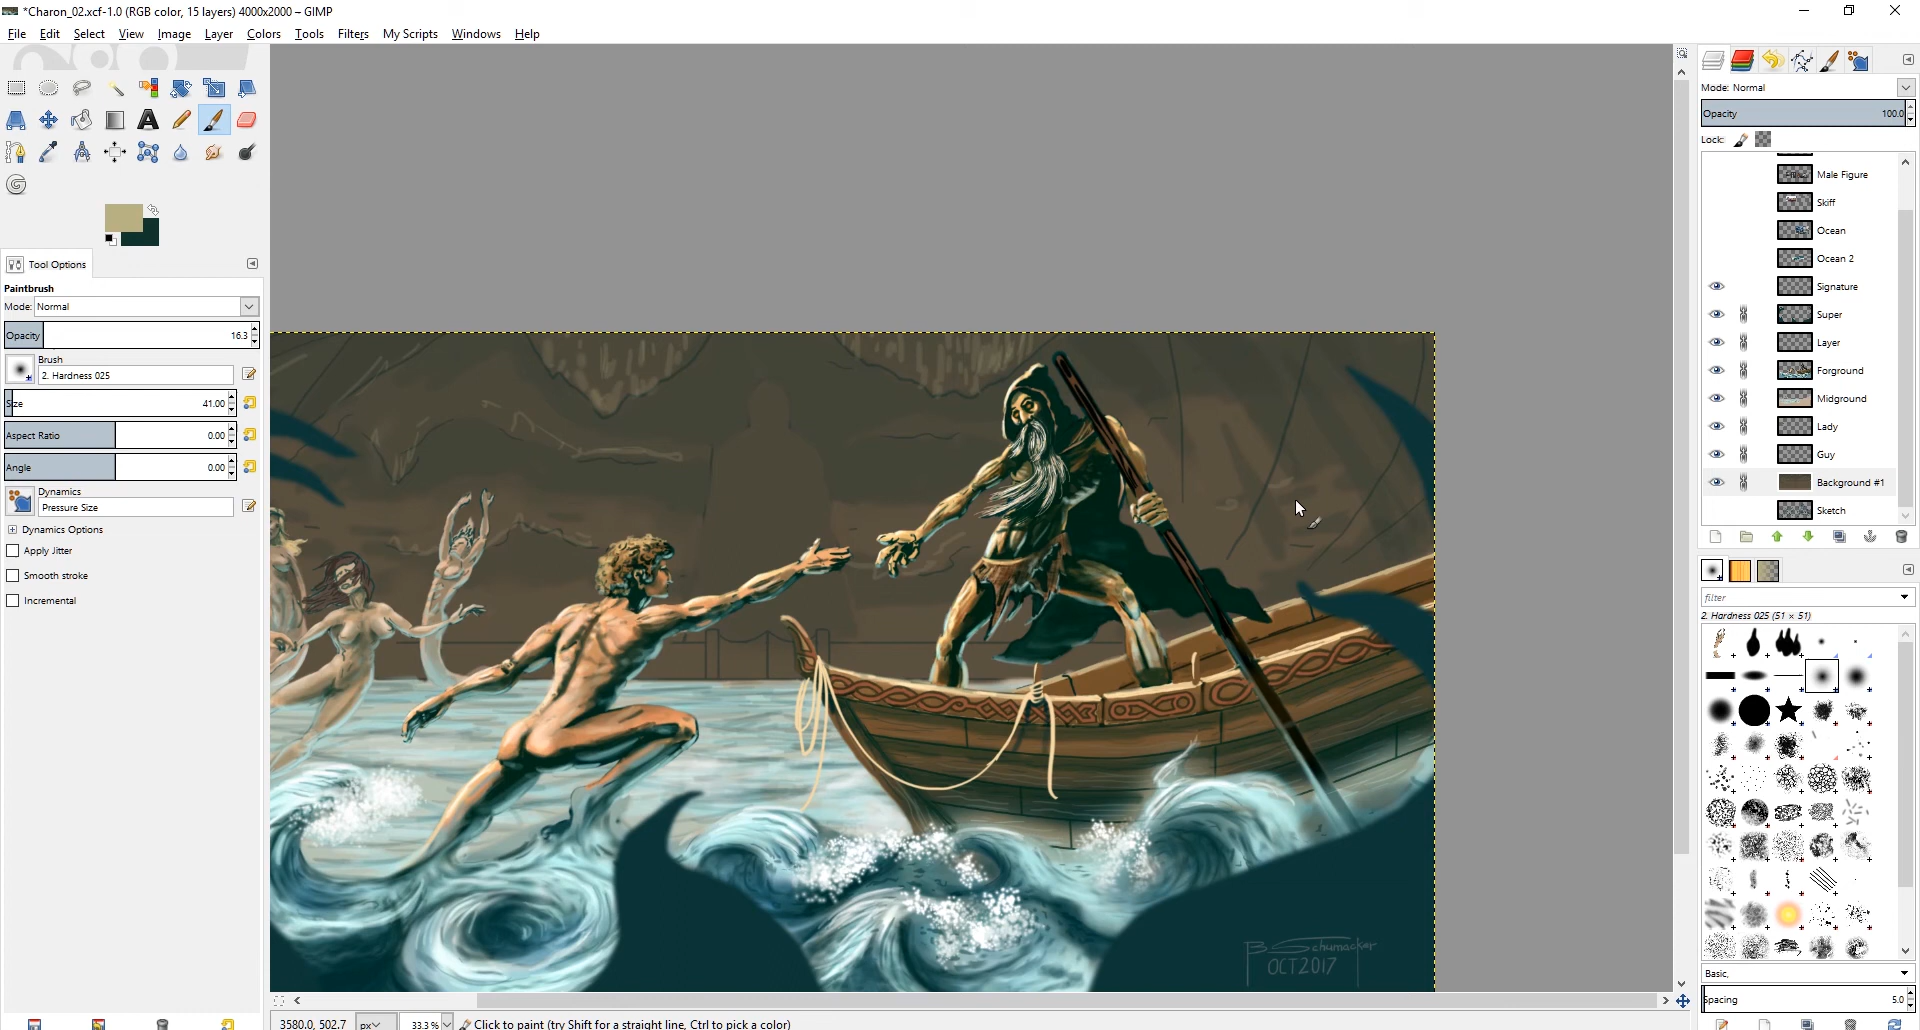 *Charon_02.xcf-1.0 (RGB color, 15 layers) 4000x2000 – GIMP
File Edit Select View Image Layer Colors Tools Filters My Scripts Windows Help
Tool Options
Paintbrush
Mode: Normal
Opacity 16.3
Brush
2. Hardness 025
Size 41.00
Aspect Ratio 0.00
Angle 0.00
Dynamics
Pressure Size
Dynamics Options
Apply Jitter
Smooth stroke
Incremental
B Schumacker
OCT2017
3580.0, 502.7 px 33.3 % Click to paint (try Shift for a straight line, Ctrl to pick a color)
Mode: Normal
Opacity 100.0
Lock:
Male Figure
Skiff
Ocean
Ocean 2
Signature
Super
Layer
Forground
Midground
Lady
Guy
Background #1
Sketch
filter
2. Hardness 025 (51 × 51)
Basic,
Spacing 5.0